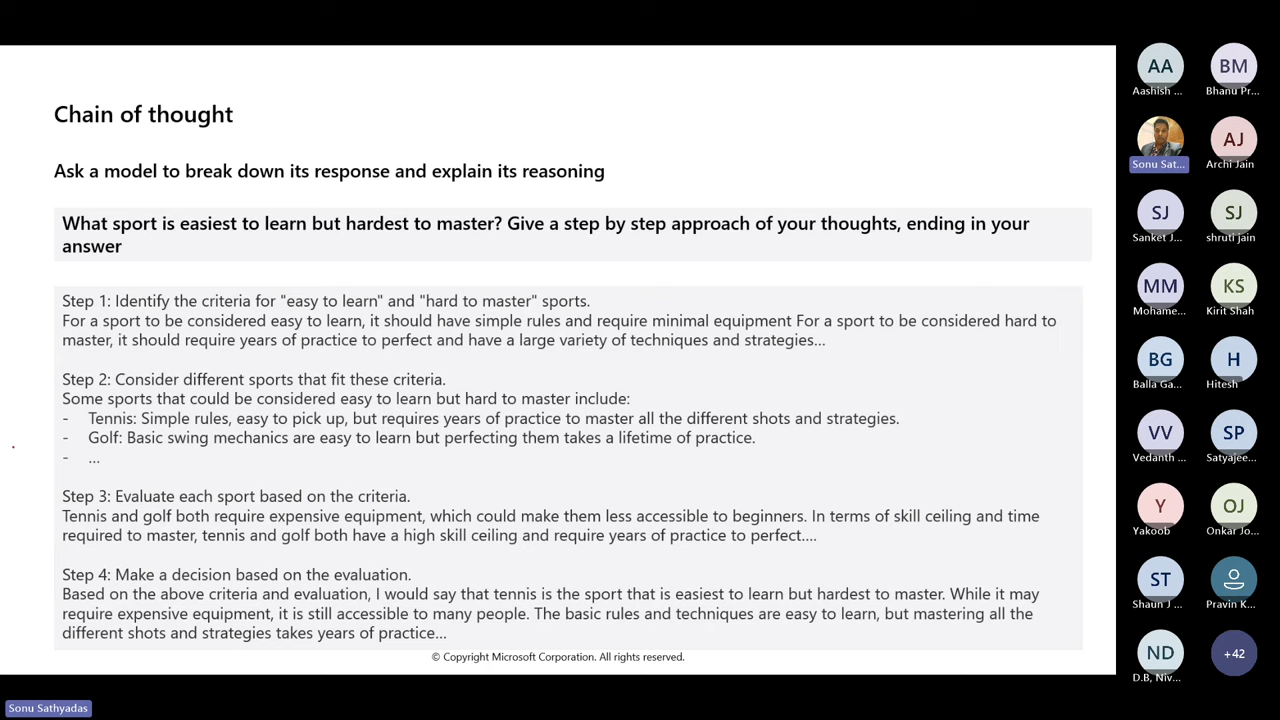 Chain of thought
Ask a model to break down its response and explain its reasoning
What sport is easiest to learn but hardest to master? Give a step by step approach of your thoughts, ending in your
answer
Step 1: Identify the criteria for "easy to learn" and "hard to master" sports.
For a sport to be considered easy to learn, it should have simple rules and require minimal equipment For a sport to be considered hard to
master, it should require years of practice to perfect and have a large variety of techniques and strategies...
Step 2: Consider different sports that fit these criteria.
Some sports that could be considered easy to learn but hard to master include:
- Tennis: Simple rules, easy to pick up, but requires years of practice to master all the different shots and strategies.
- Golf: Basic swing mechanics are easy to learn but perfecting them takes a lifetime of practice.
- ...
Step 3: Evaluate each sport based on the criteria.
Tennis and golf both require expensive equipment, which could make them less accessible to beginners. In terms of skill ceiling and time
required to master, tennis and golf both have a high skill ceiling and require years of practice to perfect....
Step 4: Make a decision based on the evaluation.
Based on the above criteria and evaluation, I would say that tennis is the sport that is easiest to learn but hardest to master. While it may
require expensive equipment, it is still accessible to many people. The basic rules and techniques are easy to learn, but mastering all the
different shots and strategies takes years of practice...
© Copyright Microsoft Corporation. All rights reserved.
Sonu Sathyadas
AA BM
Aashish ... Bhanu Pr...
AJ
Sonu Sat... Archi Jain
SJ SJ
Sanket J... shruti jain
MM KS
Mohame... Kirit Shah
BG H
Balla Ga... Hitesh
VV SP
Vedanth ... Satyajee...
Y OJ
Yakoob Onkar Jo...
ST
Shaun J ... Pravin K...
ND +42
D.B, Niv...